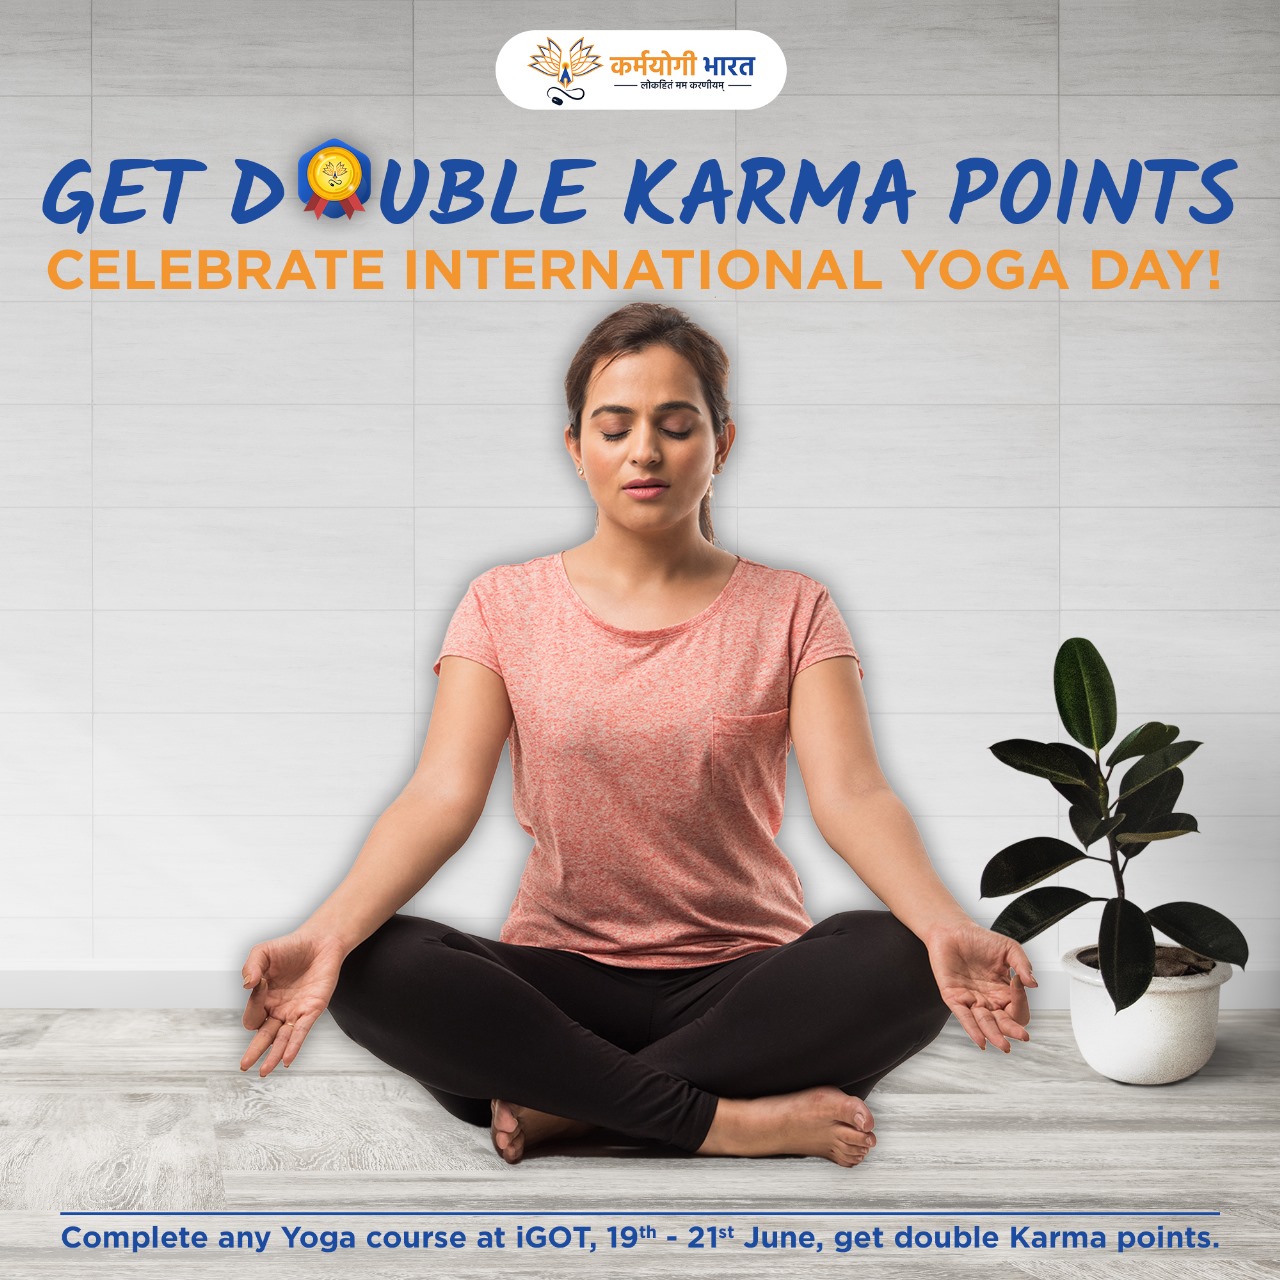 कर्मयोगी भारत
लोकहितं मम करणीयम्
GET DOUBLE KARMA POINTS
CELEBRATE INTERNATIONAL YOGA DAY!
Complete any Yoga course at iGOT, 19th - 21st June, get double Karma points.